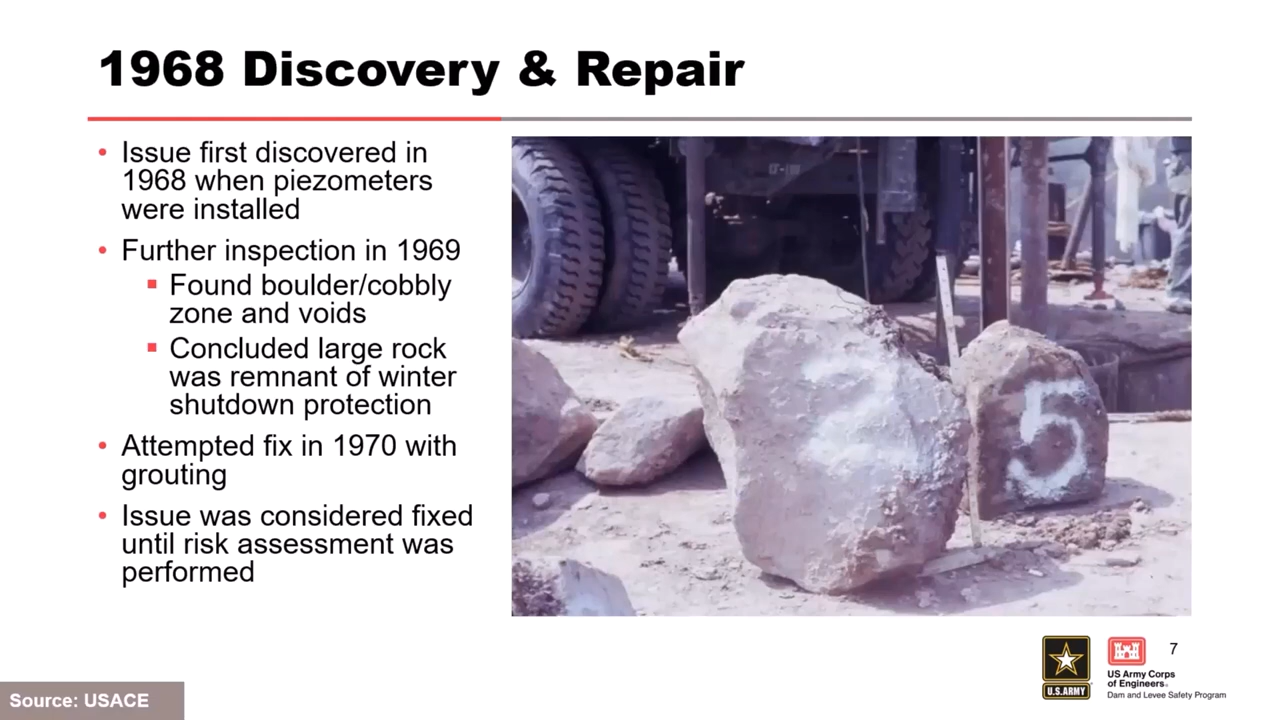 1968 Discovery & Repair
• Issue first discovered in
1968 when piezometers
were installed
• Further inspection in 1969
▪ Found boulder/cobbly
zone and voids
▪ Concluded large rock
was remnant of winter
shutdown protection
• Attempted fix in 1970 with
grouting
• Issue was considered fixed
until risk assessment was
performed
2 5
U.S.ARMY
US Army Corps
of Engineers®
Dam and Levee Safety Program
7
Source: USACE